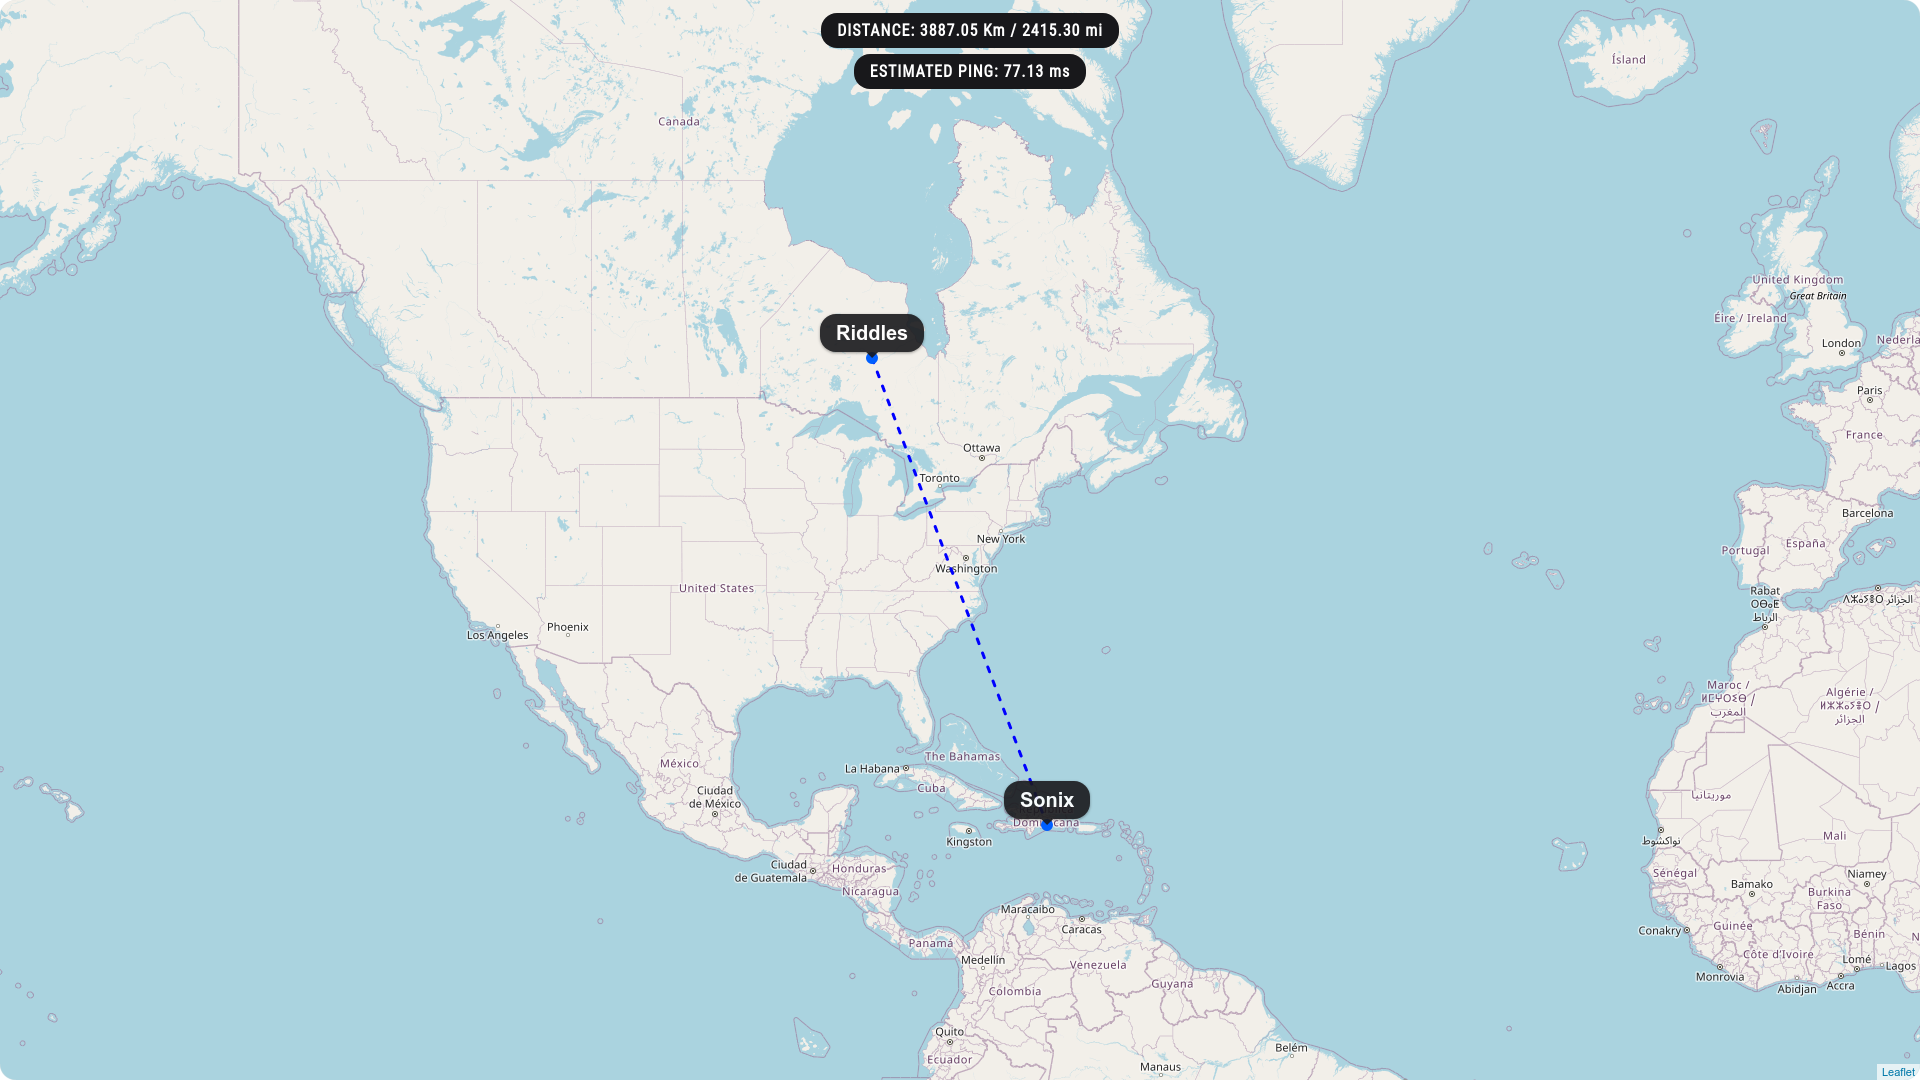 DISTANCE: 3887.05 Km / 2415.30 mi
ESTIMATED PING: 77.13 ms
Ísland
Canada
United Kingdom
Great Britain
Éire / Ireland
Riddles
London
Nederla
Paris
France
Ottawa
Toronto
Barcelona
New York
España
Portugal
Washington
United States
Rabat
ⵔⴱⴰⵟ
الرباط
الجزائر
Phoenix
Los Angeles
Maroc /
ⵍⵎⵖⵔⵉⴱ /
المغرب
Algérie /
ⵍⵣⵣⴰⵢⴻⵔ /
الجزائر
The Bahamas
México
La Habana
Cuba
Ciudad
de México
Sonix
موريتانيا
Kingston
Mali
نواكشوط
Ciudad
de Guatemala
Honduras
Nicaragua
Sénégal
Niamey
Bamako
Burkina
Faso
Maracaibo
Caracas
Guinée
Conakry
Bénin
Panamá
Medellín
Venezuela
Côte d'Ivoire
Lomé
Lagos
Monrovia
Guyana
Colombia
Abidjan
Accra
Quito
Ecuador
Belém
Manaus
Leaflet